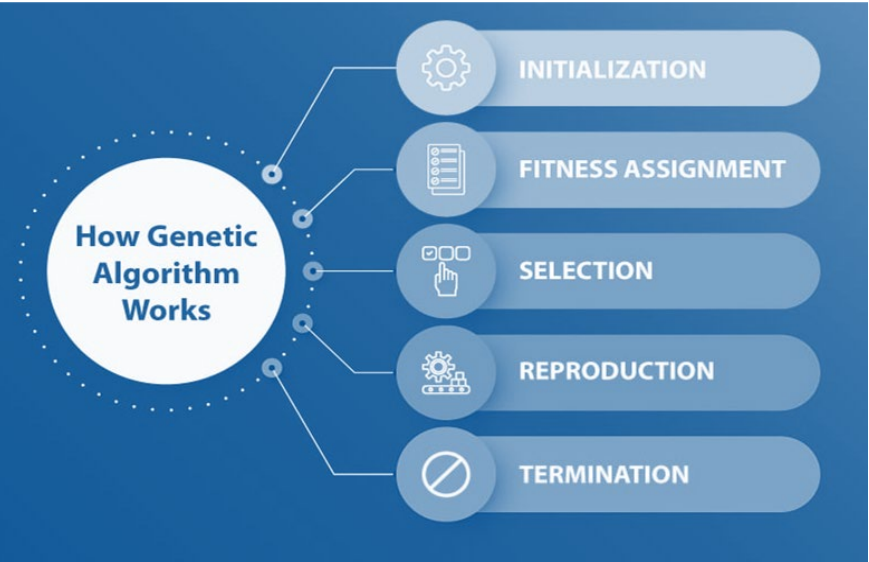 How Genetic
Algorithm
Works
INITIALIZATION
FITNESS ASSIGNMENT
SELECTION
REPRODUCTION
TERMINATION